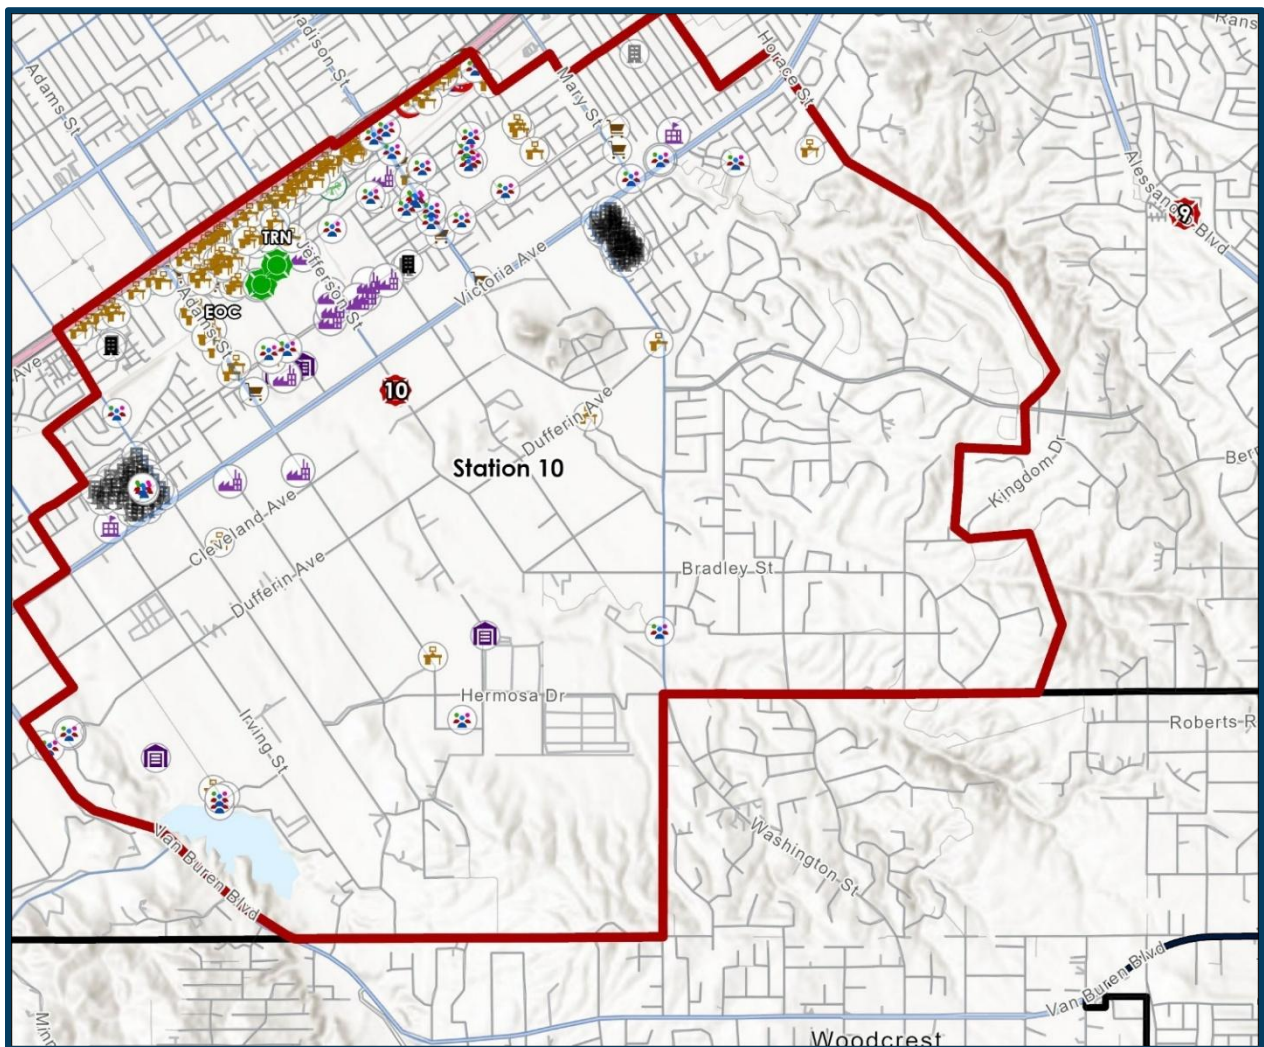 Rans
Adams St
adison St
Mary St
Horace St
Alessandro Blvd
9
TRN
Jefferson St
Victoria Ave
Adams St
EOC
Ave
10
Dufferin Ave
Station 10
Kingdom Dr
Ber
Cleveland Ave
Dufferin Ave
Bradley St
Hermosa Dr
Irving St
Roberts R
Washington St
Van Buren Blvd
Van Buren Blvd
Minn
Woodcrest